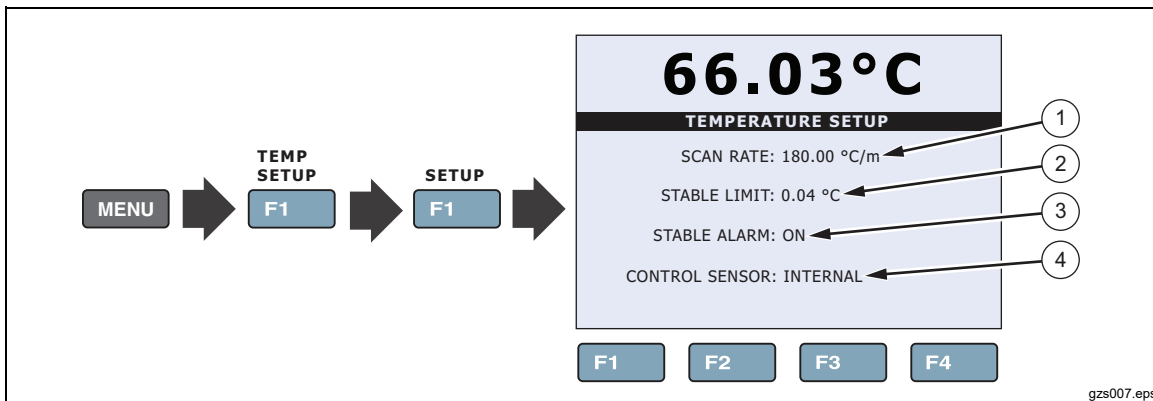 MENU
TEMP
SETUP
F1
SETUP
F1
66.03°C
TEMPERATURE SETUP
SCAN RATE: 180.00 °C/m
STABLE LIMIT: 0.04 °C
STABLE ALARM: ON
CONTROL SENSOR: INTERNAL
1
2
3
4
F1
F2
F3
F4
gzs007.eps